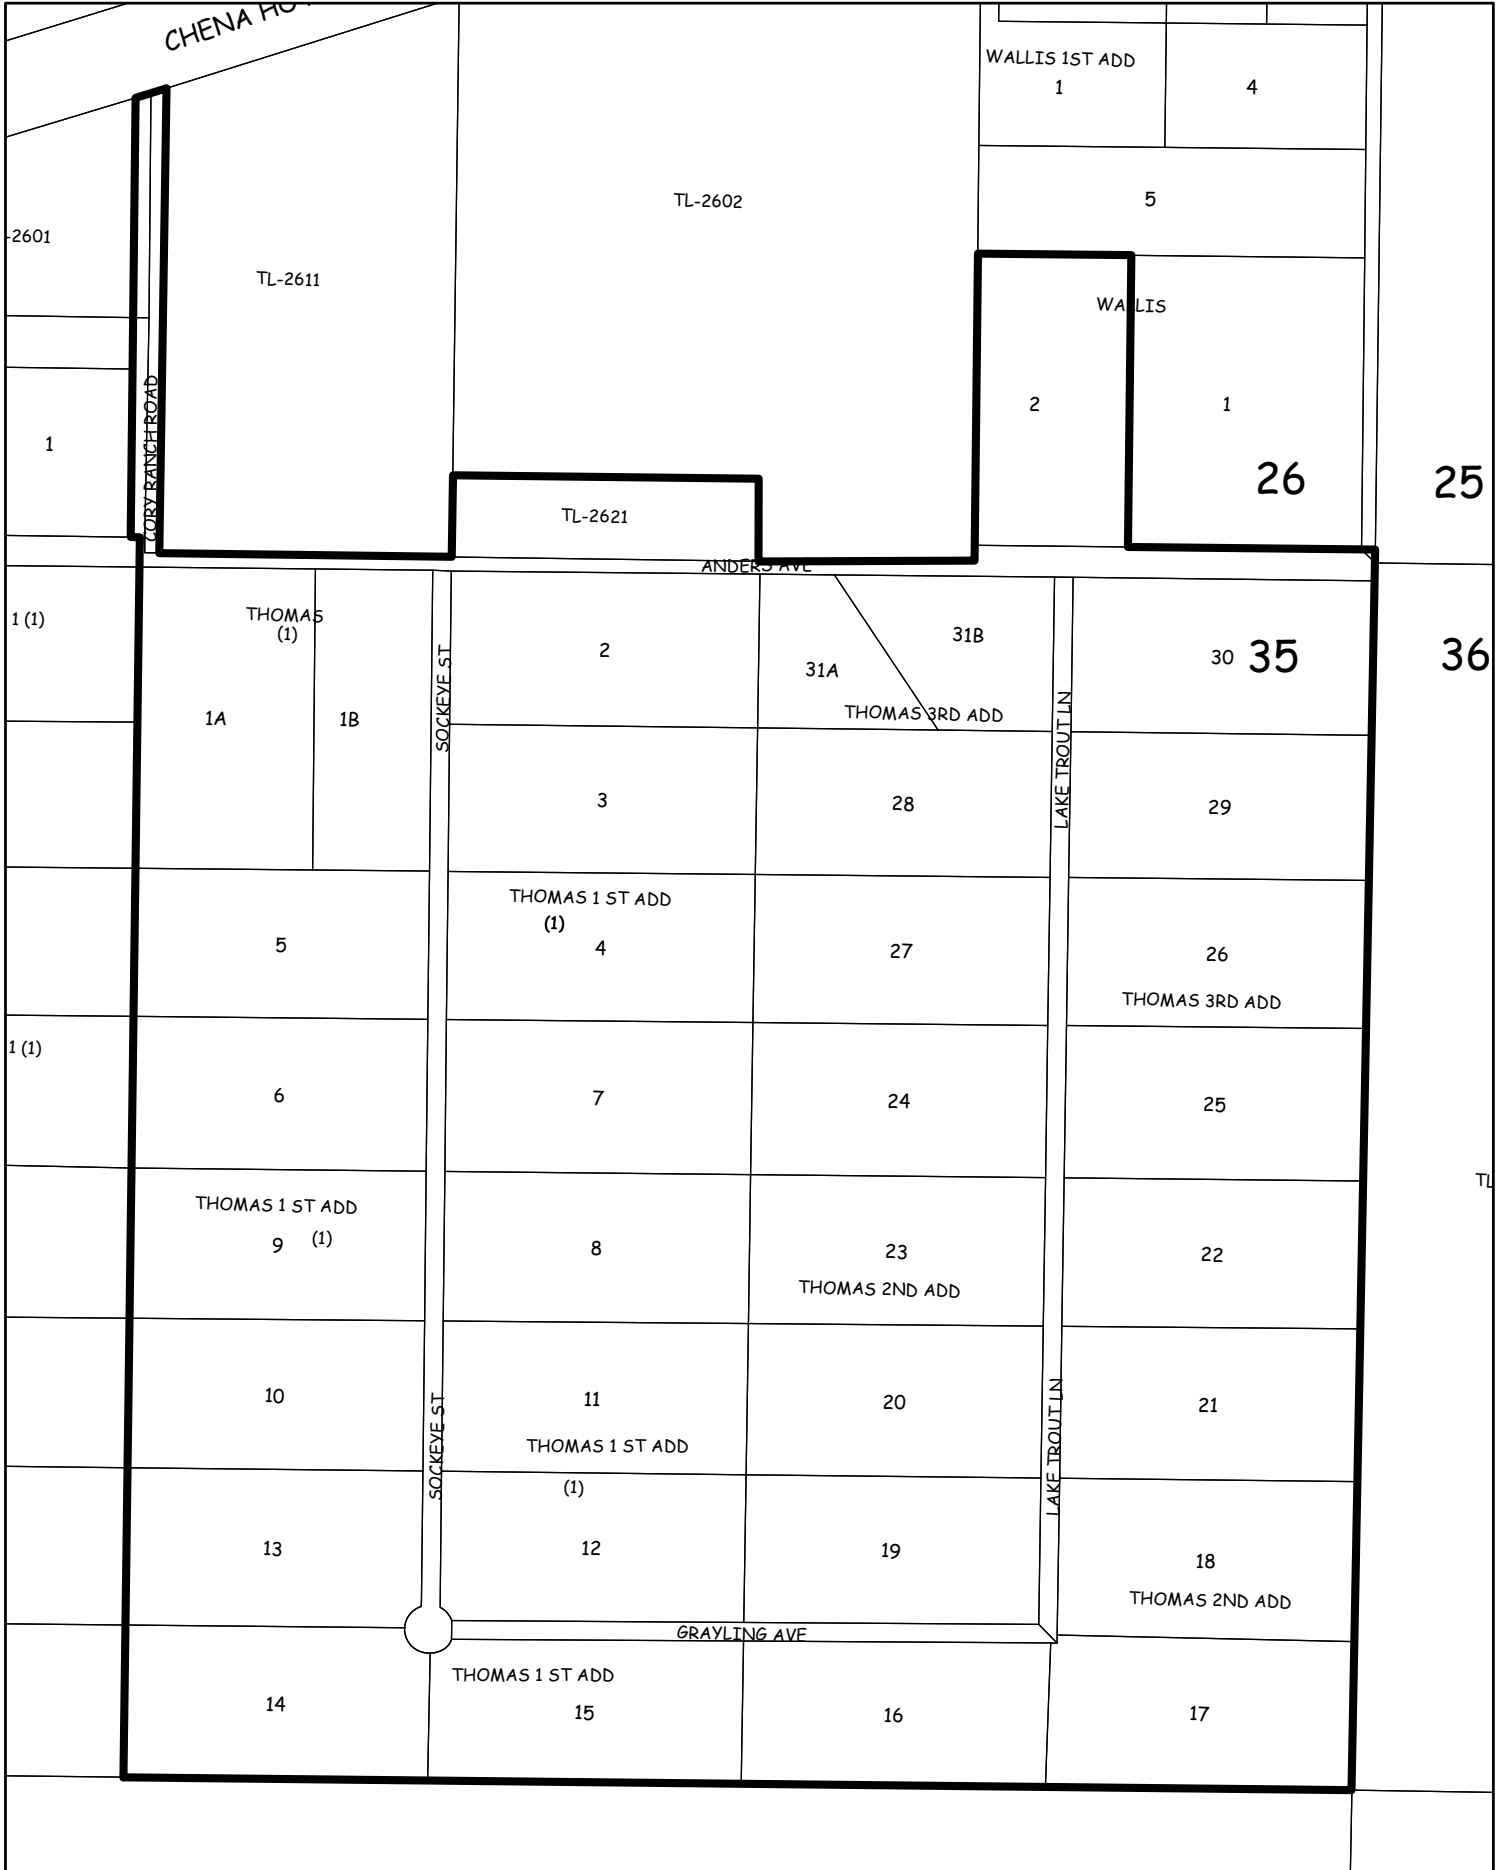 CHENA HO
WALLIS 1ST ADD
1
4
TL-2602
5
-2601
TL-2611
WALLIS
2
1
CORY RANCH ROAD
1
26
25
TL-2621
ANDERS AVE
1 (1)
THOMAS
(1)
2
31A
31B
30
35
36
1A
1B
SOCKEYE ST
THOMAS 3RD ADD
LAKE TROUT LN
3
28
29
THOMAS 1 ST ADD
(1)
5
4
27
26
THOMAS 3RD ADD
1 (1)
6
7
24
25
TL
THOMAS 1 ST ADD
9
(1)
8
23
22
THOMAS 2ND ADD
10
11
20
21
SOCKEYE ST
THOMAS 1 ST ADD
LAKE TROUT LN
(1)
13
12
19
18
THOMAS 2ND ADD
GRAYLING AVE
THOMAS 1 ST ADD
14
15
16
17